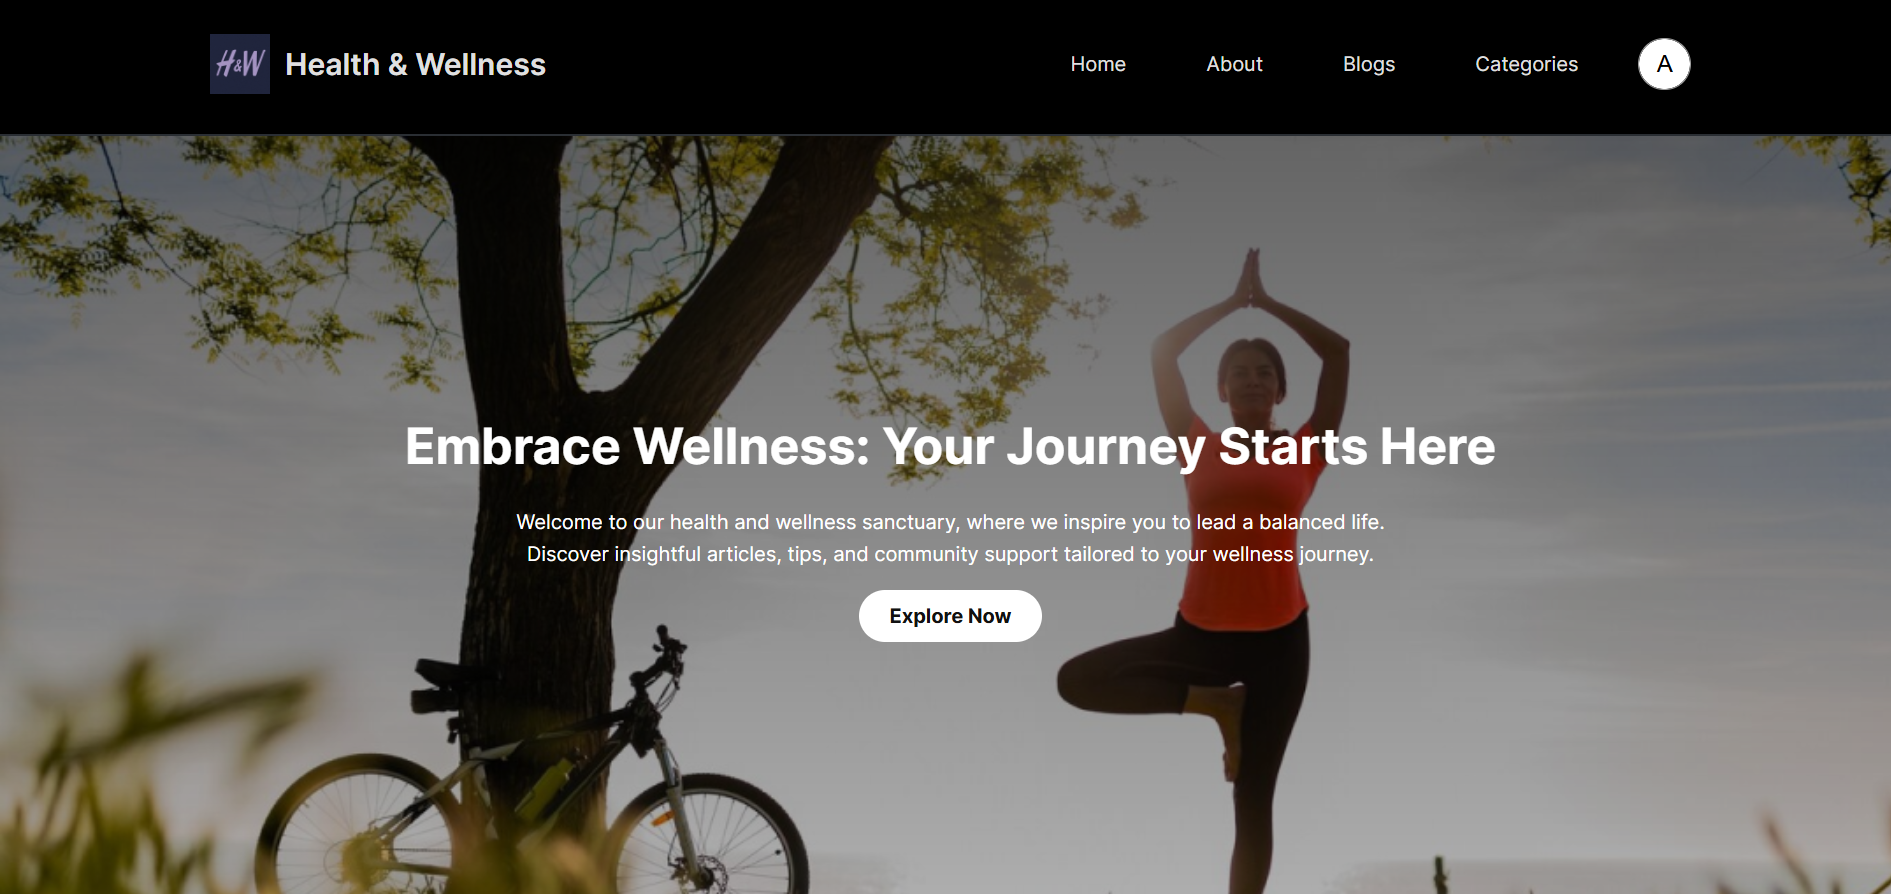 H&W
Health & Wellness
Home
About
Blogs
Categories
A
Embrace Wellness: Your Journey Starts Here
Welcome to our health and wellness sanctuary, where we inspire you to lead a balanced life.
Discover insightful articles, tips, and community support tailored to your wellness journey.
Explore Now